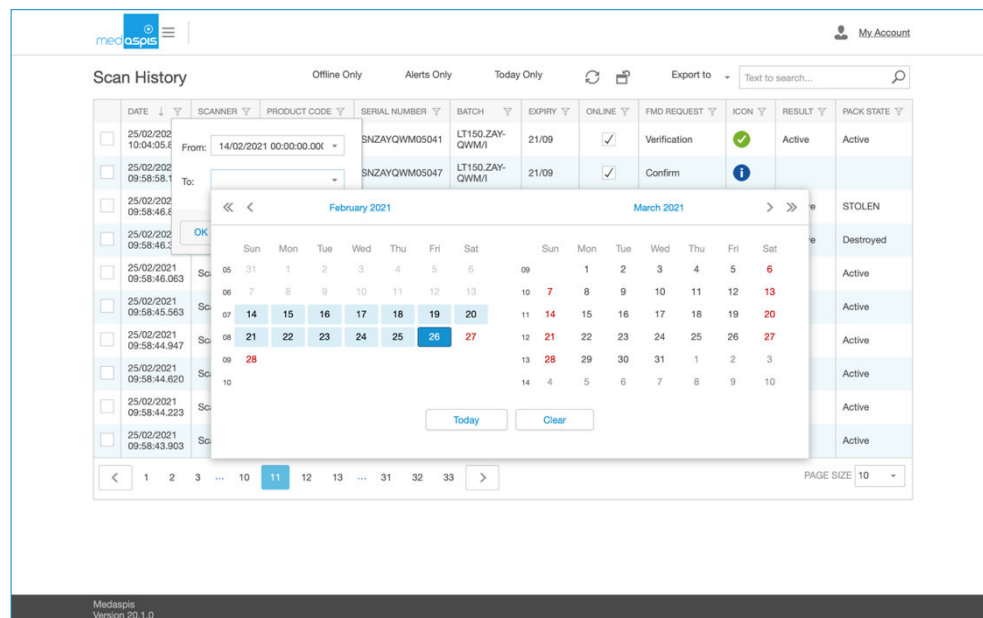 medaspis
My Account
Scan History Offline Only Alerts Only Today Only Export to Text to search...
DATE SCANNER PRODUCT CODE SERIAL NUMBER BATCH EXPIRY ONLINE FMD REQUEST ICON RESULT PACK STATE
25/02/202
10:04:05.8
SNZAYQWM05041 LT150.ZAY-
QWM/I
21/09 Verification Active Active
From: 14/02/2021 00:00:00.00(
25/02/202
09:58:58.1
SNZAYQWM05047 LT150.ZAY-
QWM/I
21/09 Confirm
To:
25/02/202
09:58:46.8
STOLEN
25/02/202
09:58:46.3
OK
Destroyed
25/02/2021
09:58:46.063
Active
25/02/2021
09:58:45.563
Active
25/02/2021
09:58:44.947
Active
25/02/2021
09:58:44.620
Active
25/02/2021
09:58:44.223
Active
25/02/2021
09:58:43.903
Active
February 2021 March 2021
Sun Mon Tue Wed Thu Fri Sat Sun Mon Tue Wed Thu Fri Sat
05 31 1 2 3 4 5 6 09 1 2 3 4 5 6
06 7 8 9 10 11 12 13 10 7 8 9 10 11 12 13
07 14 15 16 17 18 19 20 11 14 15 16 17 18 19 20
08 21 22 23 24 25 26 27 12 21 22 23 24 25 26 27
09 28 13 28 29 30 31 1 2 3
10 14 4 5 6 7 8 9 10
Today Clear
1 2 3 ... 10 11 12 13 ... 31 32 33 PAGE SIZE 10
Medaspis
Version 20.1.0